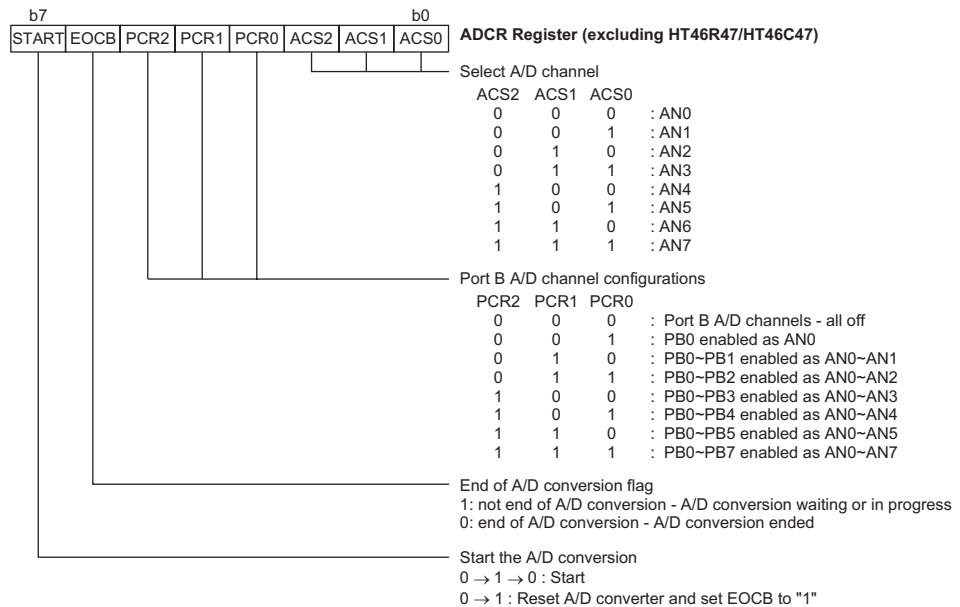 b7 b0
START EOCB PCR2 PCR1 PCR0 ACS2 ACS1 ACS0 ADCR Register (excluding HT46R47/HT46C47)
Select A/D channel
ACS2 ACS1 ACS0
0 0 0 : AN0
0 0 1 : AN1
0 1 0 : AN2
0 1 1 : AN3
1 0 0 : AN4
1 0 1 : AN5
1 1 0 : AN6
1 1 1 : AN7
Port B A/D channel configurations
PCR2 PCR1 PCR0
0 0 0 : Port B A/D channels - all off
0 0 1 : PB0 enabled as AN0
0 1 0 : PB0~PB1 enabled as AN0~AN1
0 1 1 : PB0~PB2 enabled as AN0~AN2
1 0 0 : PB0~PB3 enabled as AN0~AN3
1 0 1 : PB0~PB4 enabled as AN0~AN4
1 1 0 : PB0~PB5 enabled as AN0~AN5
1 1 1 : PB0~PB7 enabled as AN0~AN7
End of A/D conversion flag
1: not end of A/D conversion - A/D conversion waiting or in progress
0: end of A/D conversion - A/D conversion ended
Start the A/D conversion
0 → 1 → 0 : Start
0 → 1 : Reset A/D converter and set EOCB to "1"